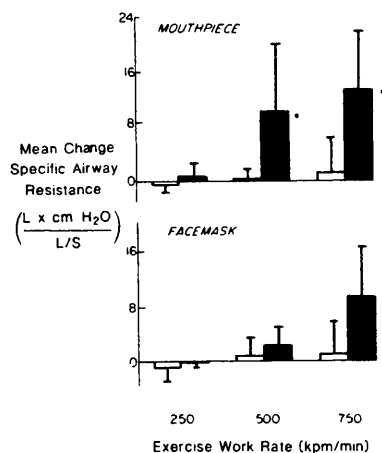 24
MOUTHPIECE
16
8
0
Mean Change
Specific Airway
Resistance
(L x cm H₂O / L/S)
FACEMASK
16
8
0
250 500 750
Exercise Work Rate (kpm/min)